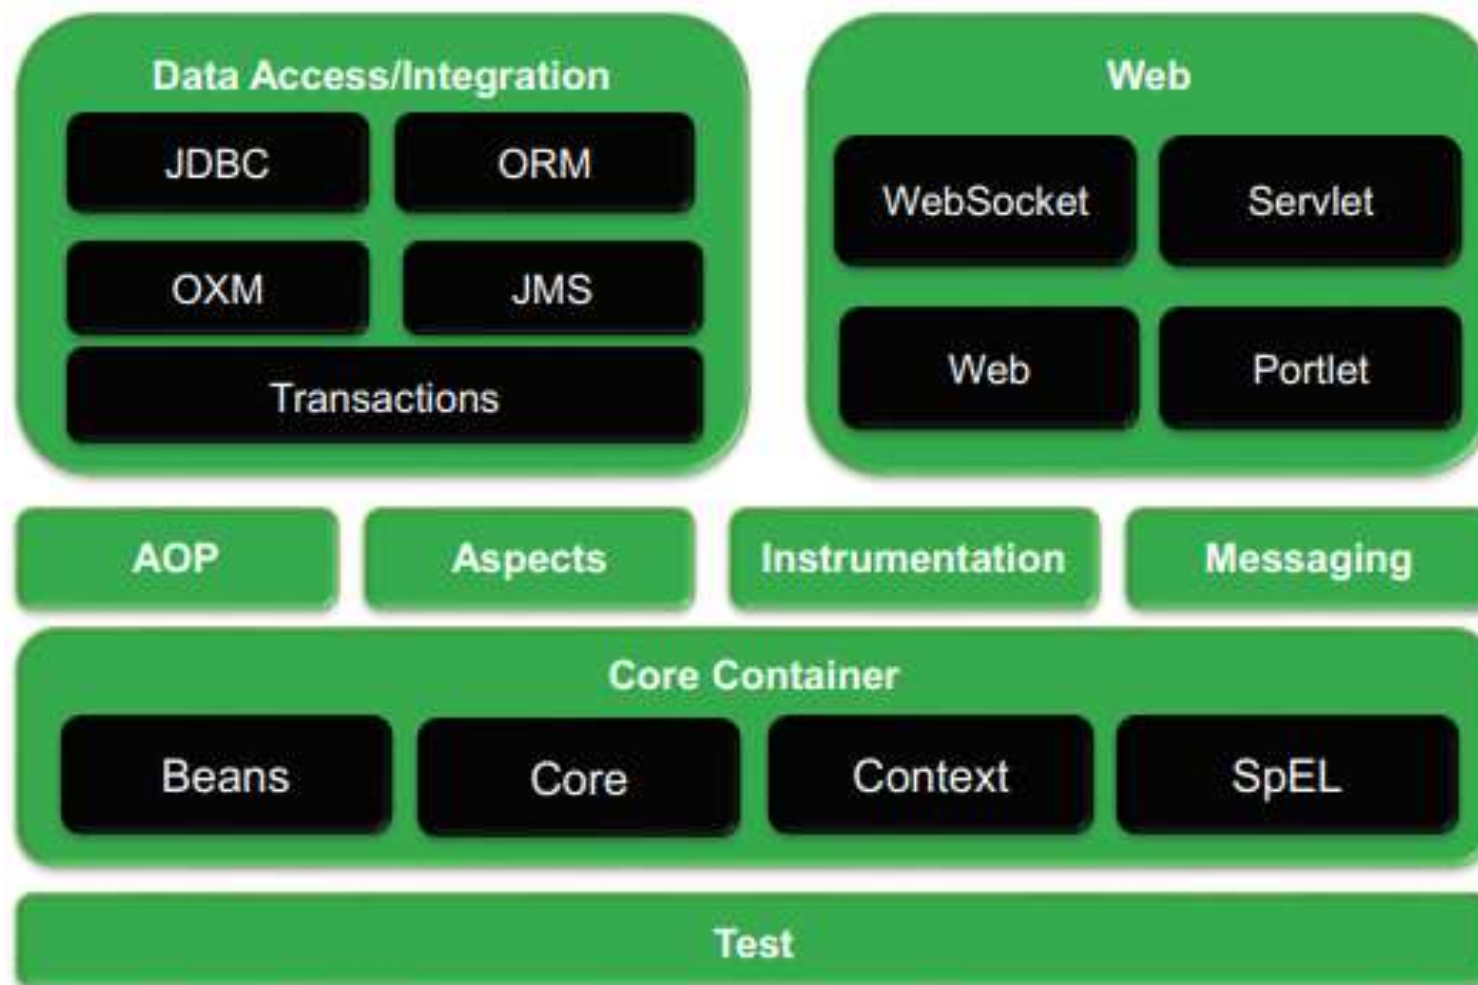 Data Access/Integration
JDBC
ORM
OXM
JMS
Transactions
Web
WebSocket
Servlet
Web
Portlet
AOP
Aspects
Instrumentation
Messaging
Core Container
Beans
Core
Context
SpEL
Test